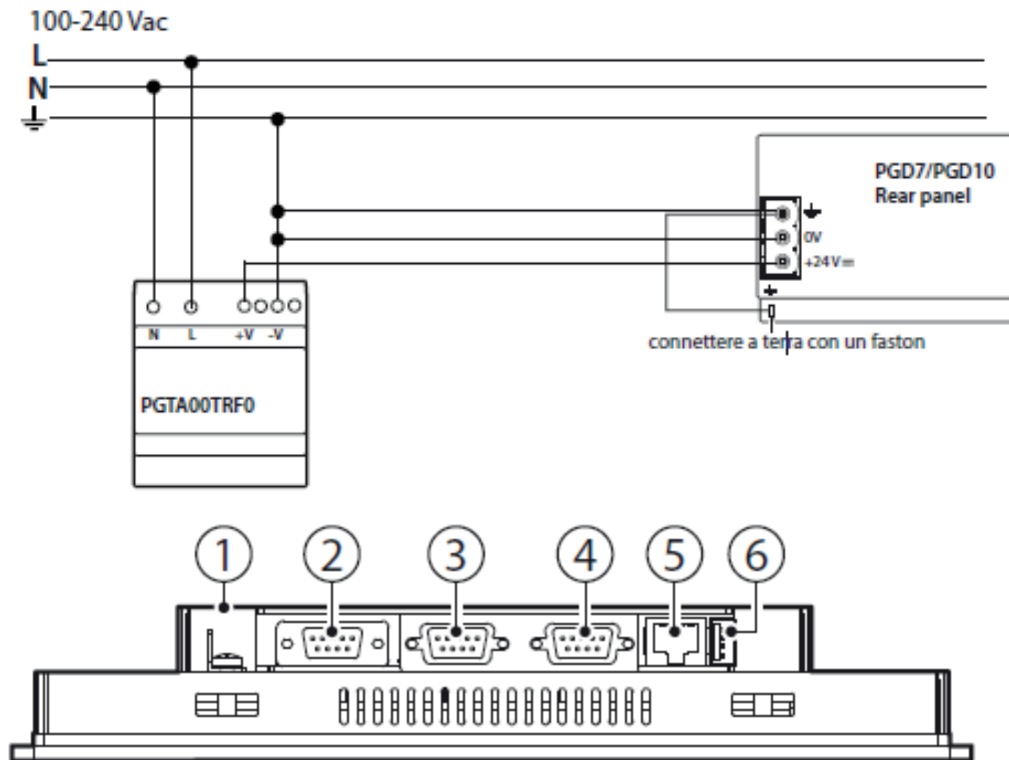 100-240 Vac
L
N
PGD7/PGD10
Rear panel
0V
+24 V
N L +V -V
connettere a terra con un faston
PGTA00TRF0
1 2 3 4 5 6